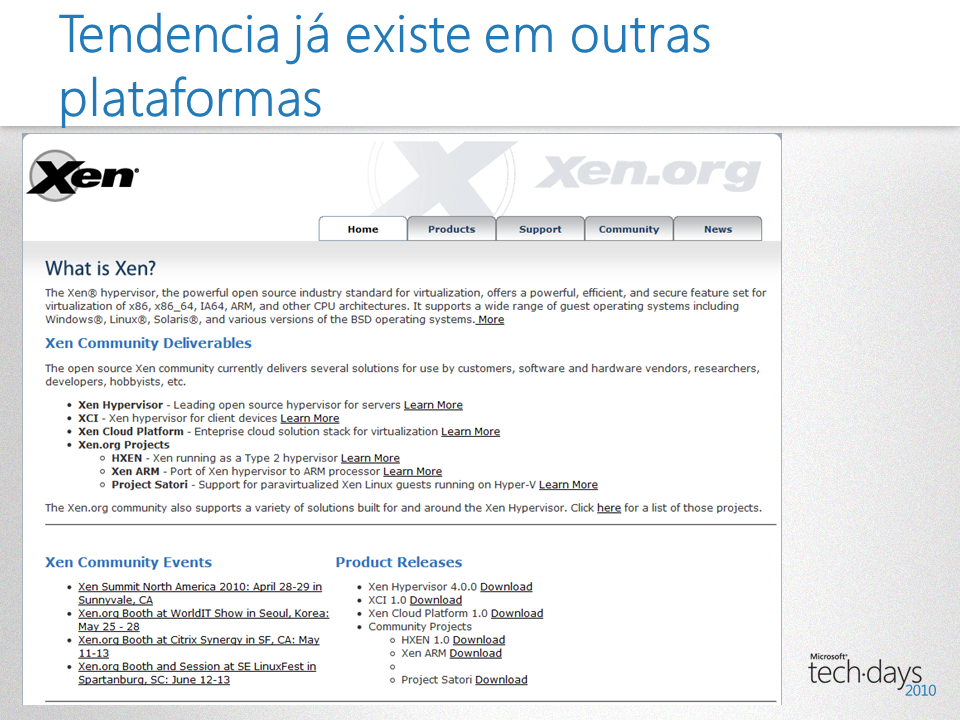 Tendencia já existe em outras
plataformas
Xen®
Xen.org
Home Products Support Community News
What is Xen?
The Xen® hypervisor, the powerful open source industry standard for virtualization, offers a powerful, efficient, and secure feature set for
virtualization of x86, x86_64, IA64, ARM, and other CPU architectures. It supports a wide range of guest operating systems including
Windows®, Linux®, Solaris®, and various versions of the BSD operating systems. More
Xen Community Deliverables
The open source Xen community currently delivers several solutions for use by customers, software and hardware vendors, researchers,
developers, hobbyists, etc.
• Xen Hypervisor - Leading open source hypervisor for servers Learn More
• XCI - Xen hypervisor for client devices Learn More
• Xen Cloud Platform - Enteprise cloud solution stack for virtualization Learn More
• Xen.org Projects
○ HXEN - Xen running as a Type 2 hypervisor Learn More
○ Xen ARM - Port of Xen hypervisor to ARM processor Learn More
○ Project Satori - Support for paravirtualized Xen Linux guests running on Hyper-V Learn More
The Xen.org community also supports a variety of solutions built for and around the Xen Hypervisor. Click here for a list of those projects.
Xen Community Events
• Xen Summit North America 2010: April 28-29 in
Sunnyvale, CA
• Xen.org Booth at WorldIT Show in Seoul, Korea:
May 25 - 28
• Xen.org Booth at Citrix Synergy in SF, CA: May
11-13
• Xen.org Booth and Session at SE LinuxFest in
Spartanburg, SC: June 12-13
Product Releases
• Xen Hypervisor 4.0.0 Download
• XCI 1.0 Download
• Xen Cloud Platform 1.0 Download
• Community Projects
○ HXEN 1.0 Download
○ Xen ARM Download
○
○ Project Satori Download
Microsoft®
tech·days
2010